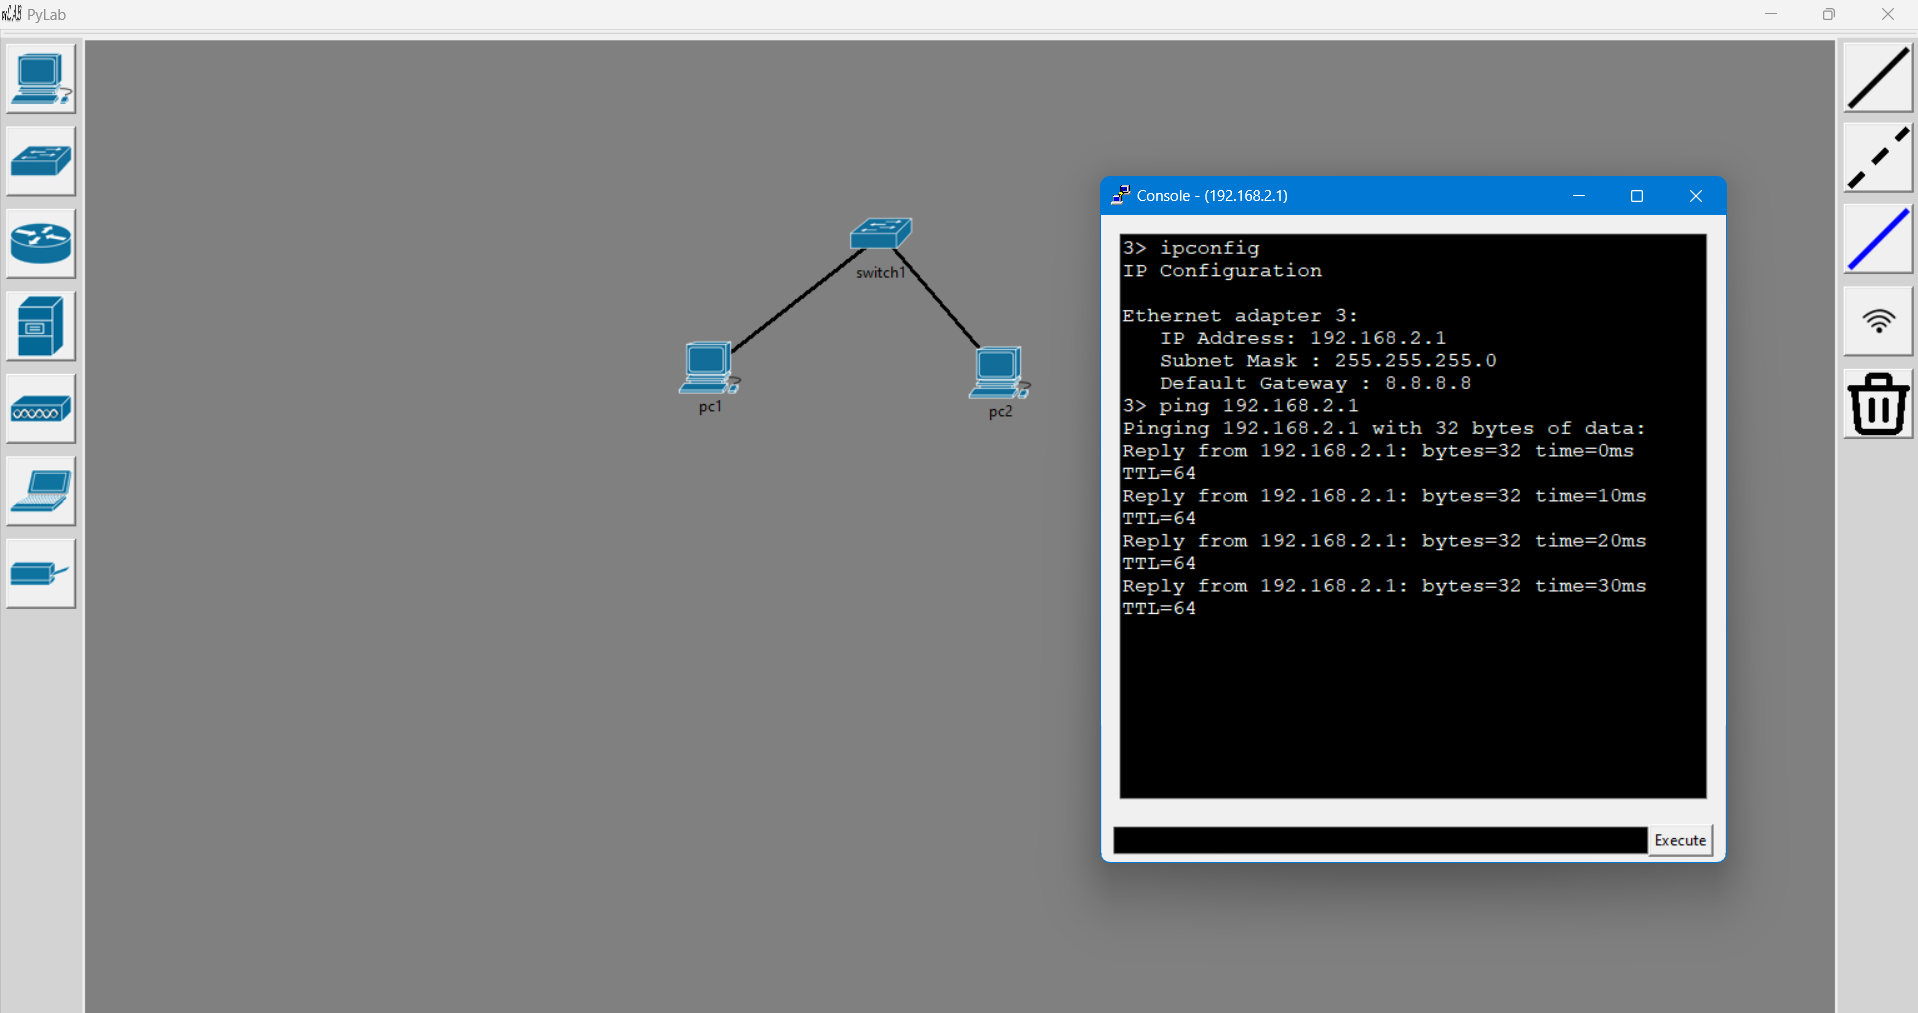 PyLab
switch1
pc1
pc2
Console - (192.168.2.1)
3> ipconfig
IP Configuration
Ethernet adapter 3:
IP Address: 192.168.2.1
Subnet Mask : 255.255.255.0
Default Gateway : 8.8.8.8
3> ping 192.168.2.1
Pinging 192.168.2.1 with 32 bytes of data:
Reply from 192.168.2.1: bytes=32 time=0ms
TTL=64
Reply from 192.168.2.1: bytes=32 time=10ms
TTL=64
Reply from 192.168.2.1: bytes=32 time=20ms
TTL=64
Reply from 192.168.2.1: bytes=32 time=30ms
TTL=64
Execute